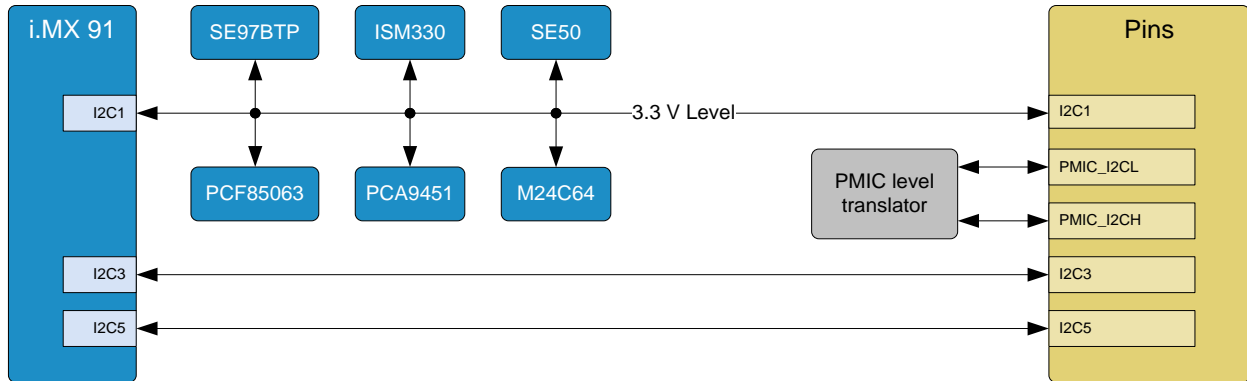 i.MX 91
SE97BTP
ISM330
SE50
Pins
I2C1
3.3 V Level
I2C1
PCF85063
PCA9451
M24C64
PMIC level
translator
PMIC_I2CL
PMIC_I2CH
I2C3
I2C3
I2C5
I2C5